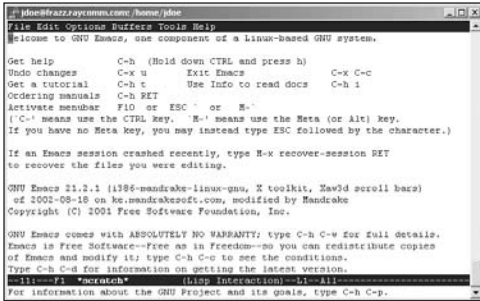 jdoe@frazz.raycomm.com: /home/jdoe
File Edit Options Buffers Tools Help
Welcome to GNU Emacs, one component of a Linux-based GNU system.
Get help C-h (Hold down CTRL and press h)
Undo changes C-x u Exit Emacs C-x C-c
Get a tutorial C-h t Use Info to read docs C-h i
Ordering manuals C-h RET
Activate menubar F10 or ESC ` or M-`
(`C-' means use the CTRL key. `M-' means use the Meta (or Alt) key.
If you have no Meta key, you may instead type ESC followed by the character.)
If an Emacs session crashed recently, type M-x recover-session RET
to recover the files you were editing.
GNU Emacs 21.2.1 (i386-mandrake-linux-gnu, X toolkit, Xaw3d scroll bars)
of 2002-08-18 on ke.mandrakesoft.com, modified by Mandrake
Copyright (C) 2001 Free Software Foundation, Inc.
GNU Emacs comes with ABSOLUTELY NO WARRANTY; type C-h C-w for full details.
Emacs is Free Software--Free as in Freedom--so you can redistribute copies
of Emacs and modify it; type C-h C-c to see the conditions.
Type C-h C-d for information on getting the latest version.
--11:---F1 *scratch* (Lisp Interaction)--L1--All
For information about the GNU Project and its goals, type C-h C-p.